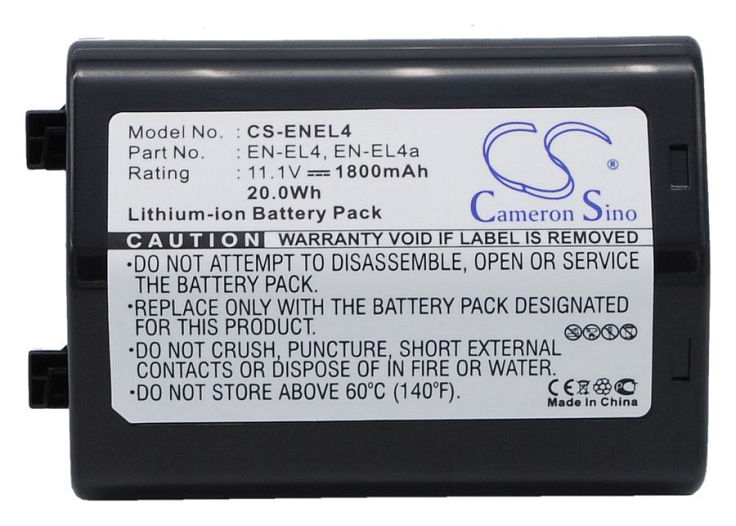 Model No. : CS-ENEL4
Part No. : EN-EL4, EN-EL4a
Rating : 11.1V 1800mAh
20.0Wh
Lithium-ion Battery Pack
CS ®
Cameron Sino
CAUTION WARRANTY VOID IF LABEL IS REMOVED
•DO NOT ATTEMPT TO DISASSEMBLE, OPEN OR SERVICE
THE BATTERY PACK.
•REPLACE ONLY WITH THE BATTERY PACK DESIGNATED
FOR THIS PRODUCT.
•DO NOT CRUSH, PUNCTURE, SHORT EXTERNAL
CONTACTS OR DISPOSE OF IN FIRE OR WATER.
•DO NOT STORE ABOVE 60°C (140°F).
CE
Made In China